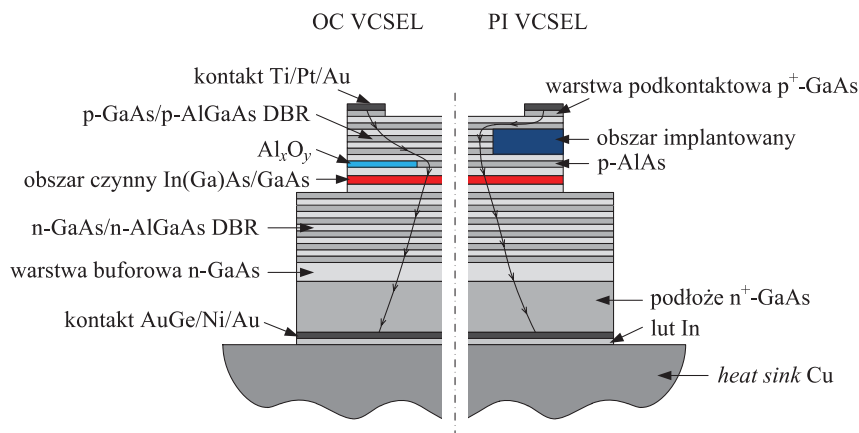 OC VCSEL
PI VCSEL
kontakt Ti/Pt/Au
p-GaAs/p-AlGaAs DBR
AlₓOᵧ
obszar czynny In(Ga)As/GaAs
n-GaAs/n-AlGaAs DBR
warstwa buforowa n-GaAs
kontakt AuGe/Ni/Au
warstwa podkontaktowa p⁺-GaAs
obszar implantowany
p-AlAs
podłoże n⁺-GaAs
lut In
heat sink Cu